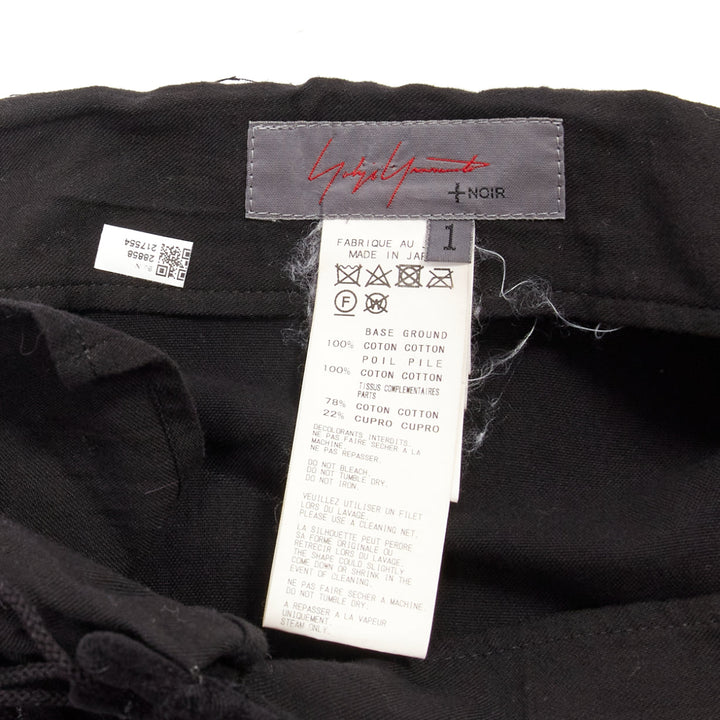 Yohji Yamamoto
+NOIR
1
FABRIQUE AU
MADE IN JAP
F
W
BASE GROUND
100% COTON COTTON
POIL PILE
100% COTON COTTON
TISSUS COMPLEMENTAIRES
PARTS
78% COTON COTTON
22% CUPRO CUPRO
DECOLORANTS INTERDITS.
NE PAS FAIRE SECHER A LA
MACHINE.
NE PAS REPASSER.
DO NOT BLEACH.
DO NOT TUMBLE DRY.
DO NOT IRON.
VEUILLEZ UTILISER UN FILET
LORS DU LAVAGE.
PLEASE USE A CLEANING NET.
LA SILHOUETTE PEUT PERDRE
SA FORME ORIGINALE OU
RETRECIR LORS DU LAVAGE.
THE SHAPE COULD SLIGHTLY
COME DOWN OR SHRINK IN THE
EVENT OF CLEANING.
NE PAS FAIRE SECHER A MACHINE.
DO NOT TUMBLE DRY.
A REPASSER A LA VAPEUR
UNIQUEMENT.
STEAM ONLY.
28858
217554